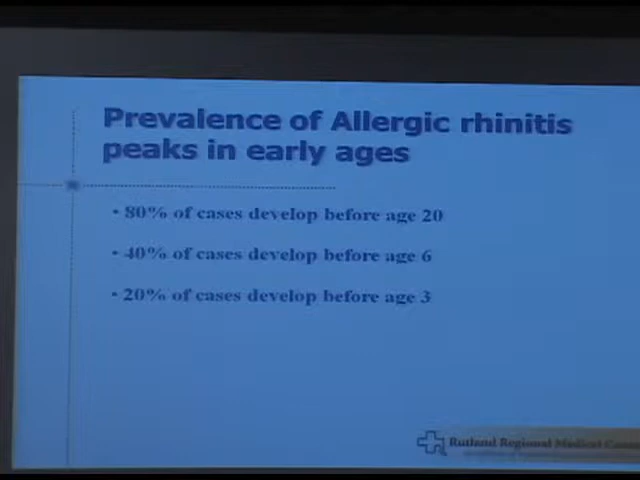 Prevalence of Allergic rhinitis
peaks in early ages
• 80% of cases develop before age 20
• 40% of cases develop before age 6
• 20% of cases develop before age 3
Rutland Regional Medical